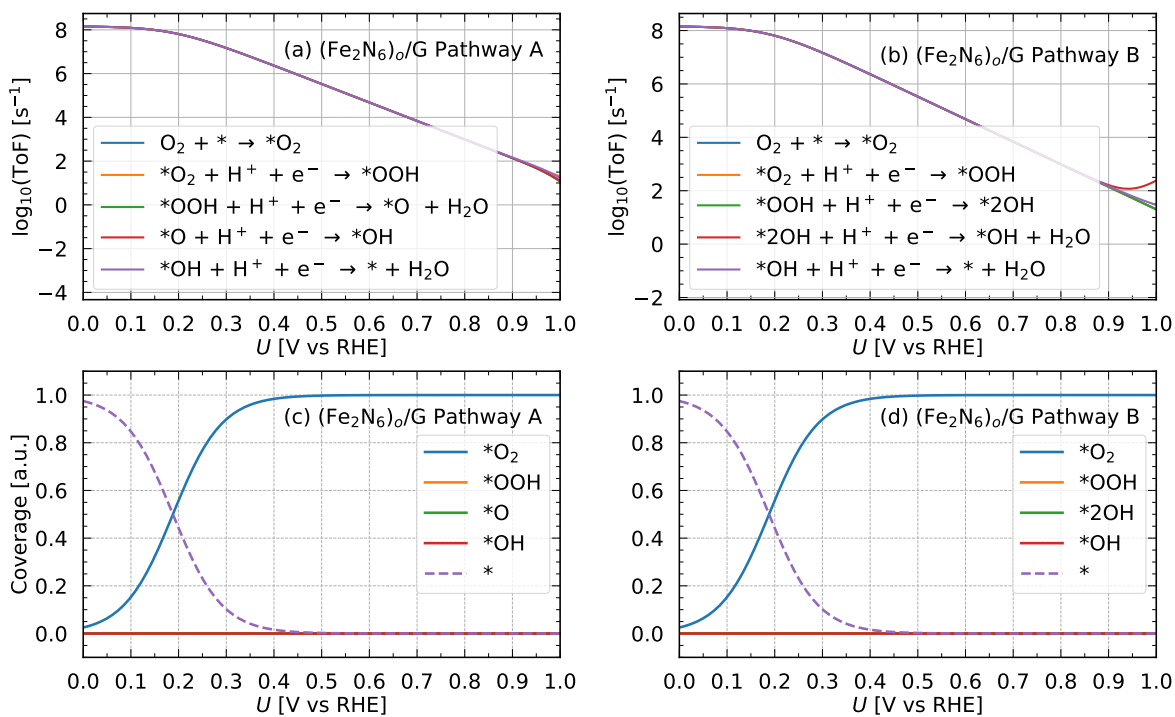 (a) (Fe₂N₆)ₒ/G Pathway A
log₁₀(ToF) [s⁻¹]
8
6
4
2
0
−2
−4
O₂ + * → *O₂
*O₂ + H⁺ + e⁻ → *OOH
*OOH + H⁺ + e⁻ → *O + H₂O
*O + H⁺ + e⁻ → *OH
*OH + H⁺ + e⁻ → * + H₂O
0.0 0.1 0.2 0.3 0.4 0.5 0.6 0.7 0.8 0.9 1.0
U [V vs RHE]
(b) (Fe₂N₆)ₒ/G Pathway B
log₁₀(ToF) [s⁻¹]
8
6
4
2
0
−2
O₂ + * → *O₂
*O₂ + H⁺ + e⁻ → *OOH
*OOH + H⁺ + e⁻ → *2OH
*2OH + H⁺ + e⁻ → *OH + H₂O
*OH + H⁺ + e⁻ → * + H₂O
0.0 0.1 0.2 0.3 0.4 0.5 0.6 0.7 0.8 0.9 1.0
U [V vs RHE]
(c) (Fe₂N₆)ₒ/G Pathway A
Coverage [a.u.]
1.0
0.8
0.6
0.4
0.2
0.0
*O₂
*OOH
*O
*OH
*
0.0 0.1 0.2 0.3 0.4 0.5 0.6 0.7 0.8 0.9 1.0
U [V vs RHE]
(d) (Fe₂N₆)ₒ/G Pathway B
1.0
0.8
0.6
0.4
0.2
0.0
*O₂
*OOH
*2OH
*OH
*
0.0 0.1 0.2 0.3 0.4 0.5 0.6 0.7 0.8 0.9 1.0
U [V vs RHE]